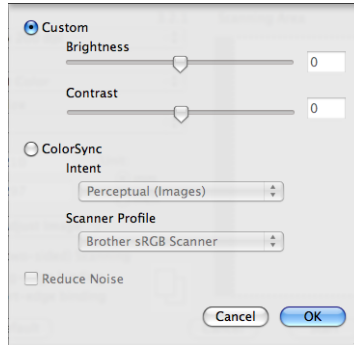 Custom
Brightness
0
Contrast
0
ColorSync
Intent
Perceptual (Images)
Scanner Profile
Brother sRGB Scanner
Reduce Noise
Cancel OK